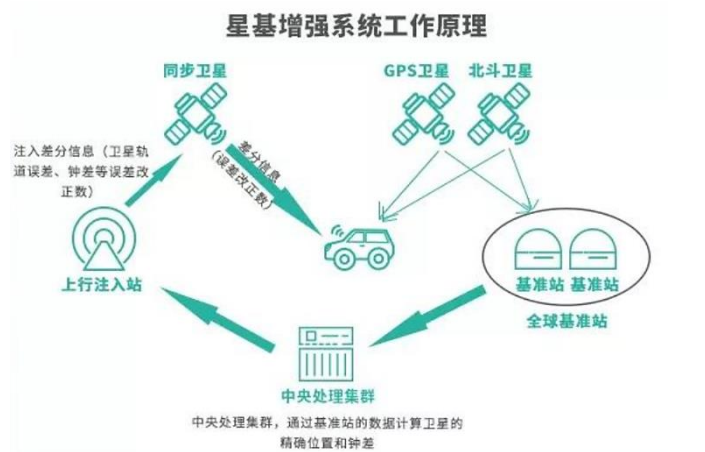 星基增强系统工作原理
同步卫星
GPS卫星
北斗卫星
注入差分信息（卫星轨
道误差、钟差等误差改
正数）
差分信息
（误差改正数）
上行注入站
基准站 基准站
全球基准站
中央处理集群
中央处理集群，通过基准站的数据计算卫星的
精确位置和钟差